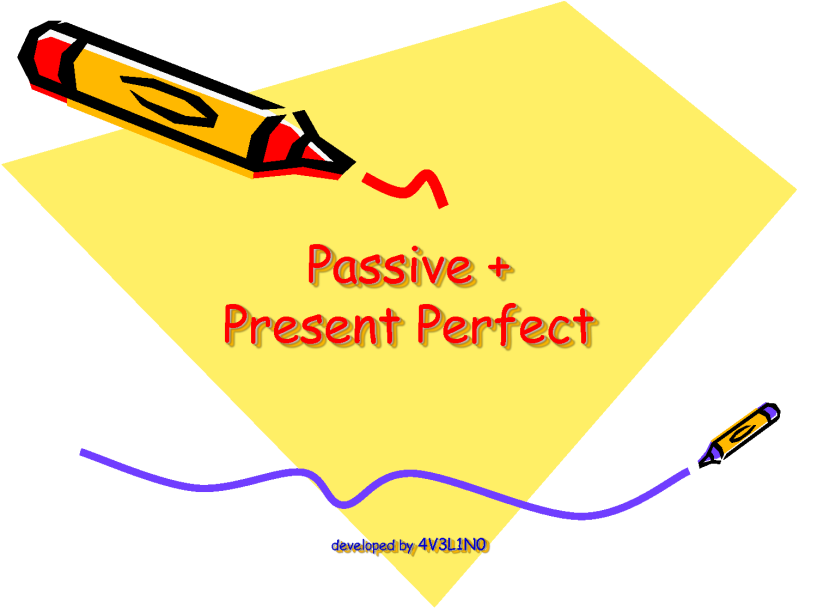 Passive +
Present Perfect
developed by 4V3L1N0